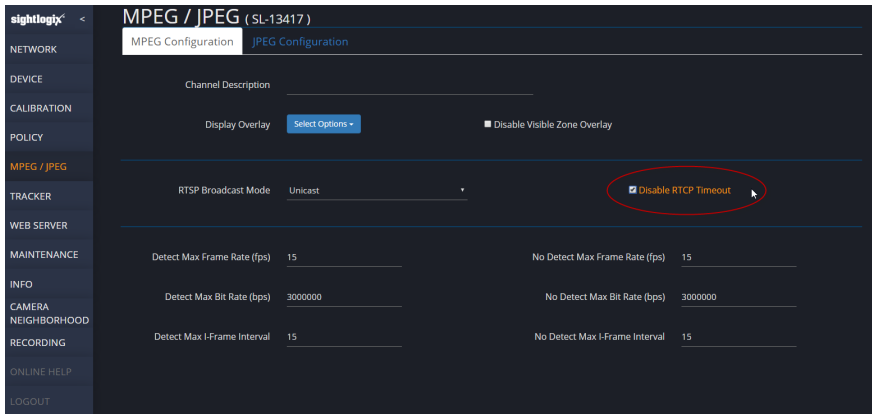 sightlogix <
NETWORK
DEVICE
CALIBRATION
POLICY
MPEG / JPEG
TRACKER
WEB SERVER
MAINTENANCE
INFO
CAMERA
NEIGHBORHOOD
RECORDING
ONLINE HELP
LOGOUT
MPEG / JPEG ( SL-13417 )
MPEG Configuration JPEG Configuration
Channel Description
Display Overlay Select Options Disable Visible Zone Overlay
RTSP Broadcast Mode Unicast Disable RTCP Timeout
Detect Max Frame Rate (fps) 15 No Detect Max Frame Rate (fps) 15
Detect Max Bit Rate (bps) 3000000 No Detect Max Bit Rate (bps) 3000000
Detect Max I-Frame Interval 15 No Detect Max I-Frame Interval 15